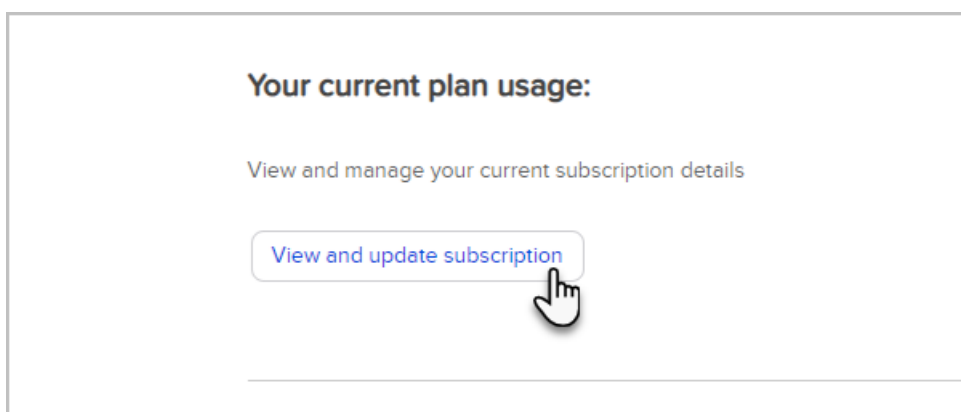 Your current plan usage:
View and manage your current subscription details
View and update subscription